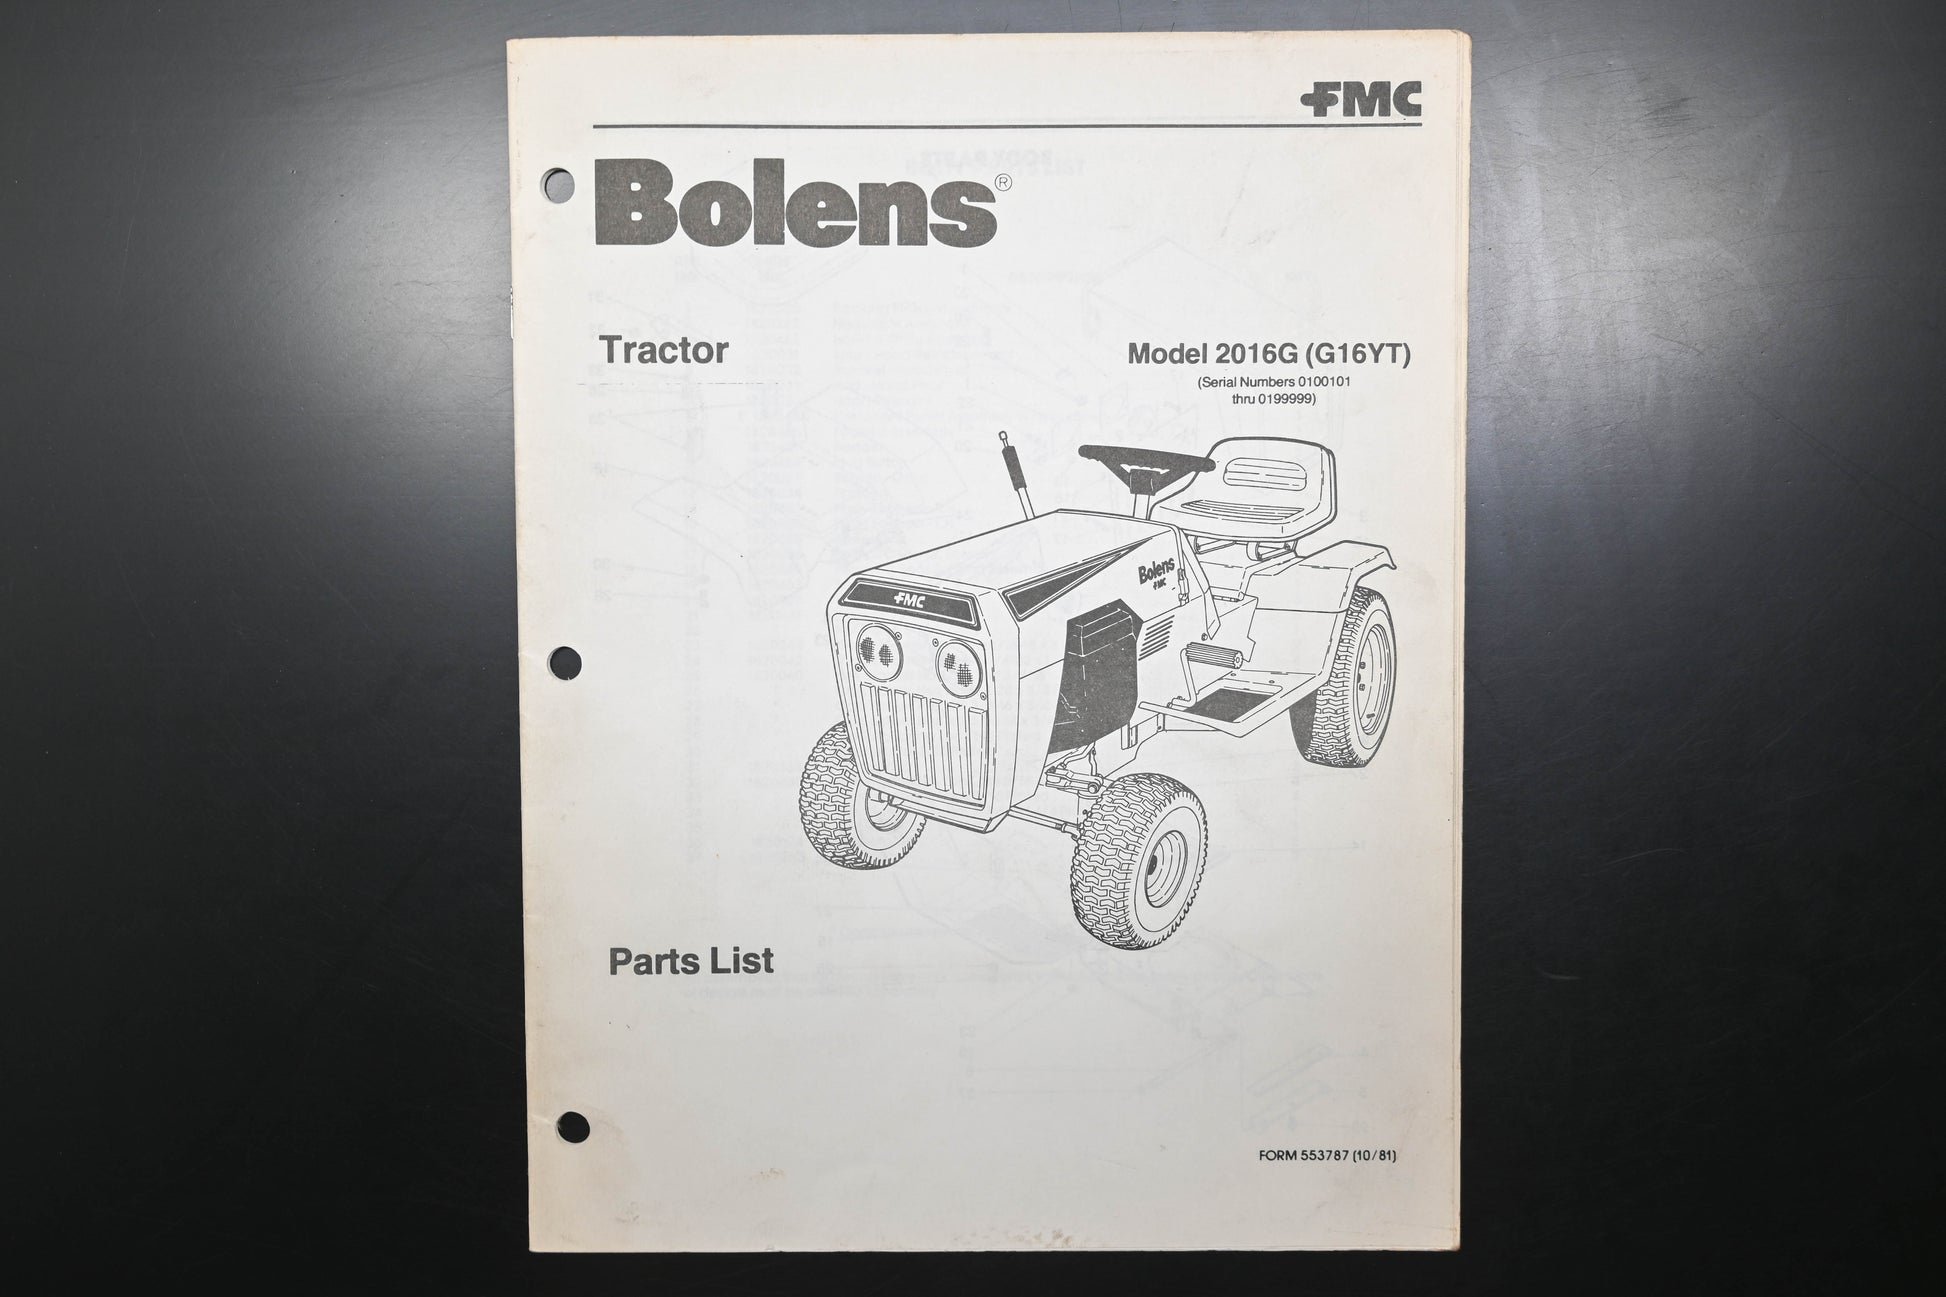 FMC
Bolens®
Tractor
Model 2016G (G16YT)
(Serial Numbers 0100101
thru 0199999)
Bolens
FMC
FMC
Parts List
FORM 553787 (10/81)